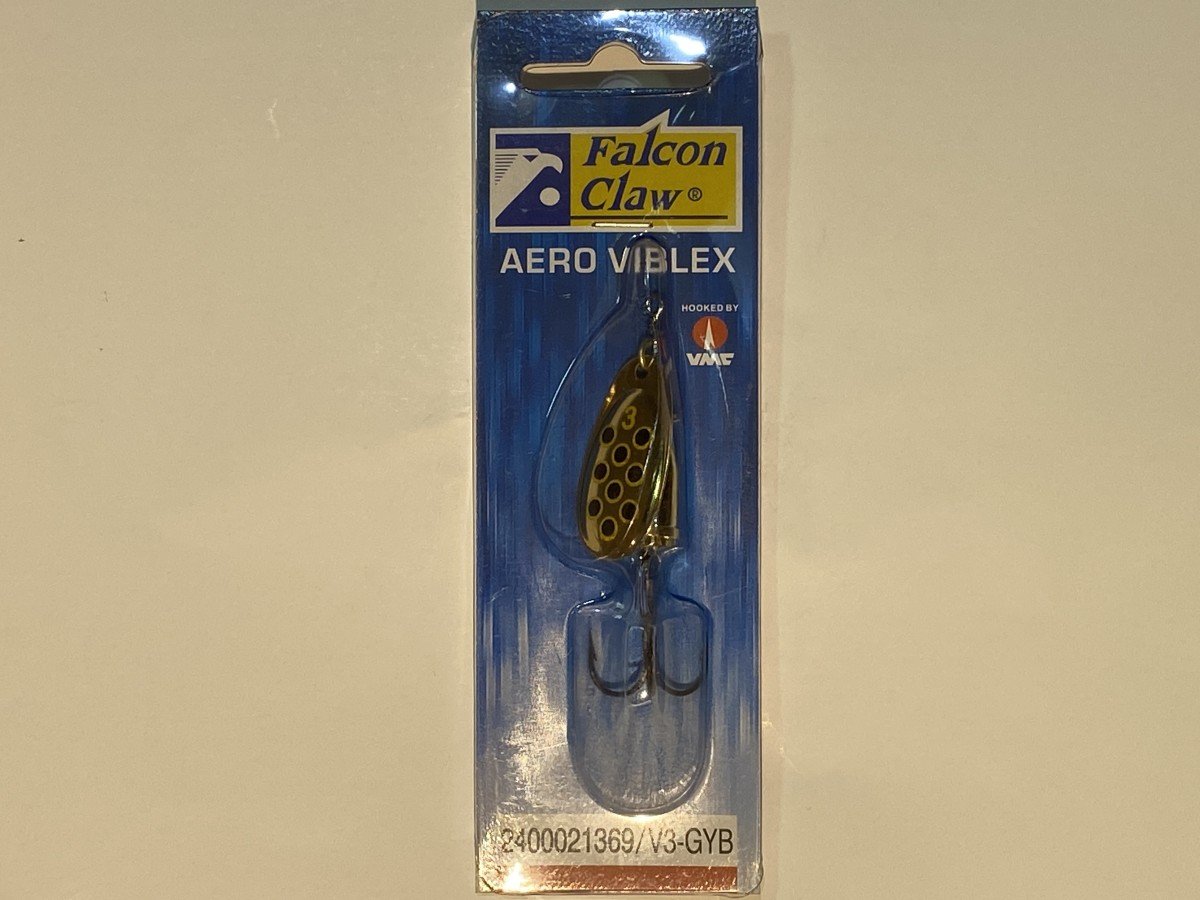 Falcon
Claw®
AERO VIBLEX
HOOKED BY
VMC
3
2400021369/V3-GYB